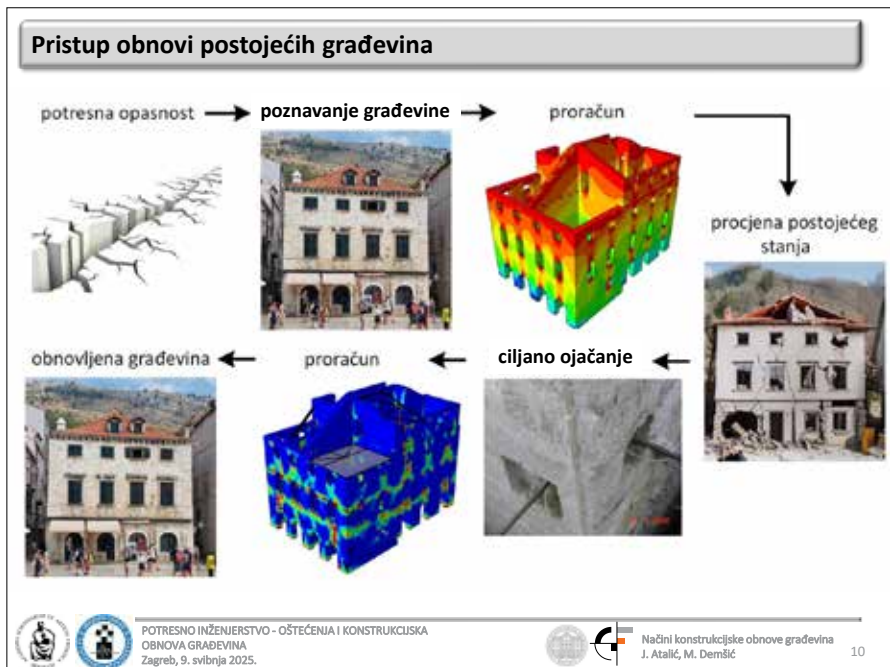 Pristup obnovi postojećih građevina
potresna opasnost
poznavanje građevine
proračun
procjena postojećeg
stanja
ciljano ojačanje
proračun
obnovljena građevina
POTRESNO INŽENJERSTVO - OŠTEĆENJA I KONSTRUKCIJSKA
OBNOVA GRAĐEVINA
Zagreb, 9. svibnja 2025.
Načini konstrukcijske obnove građevina
J. Atalić, M. Demšić
10